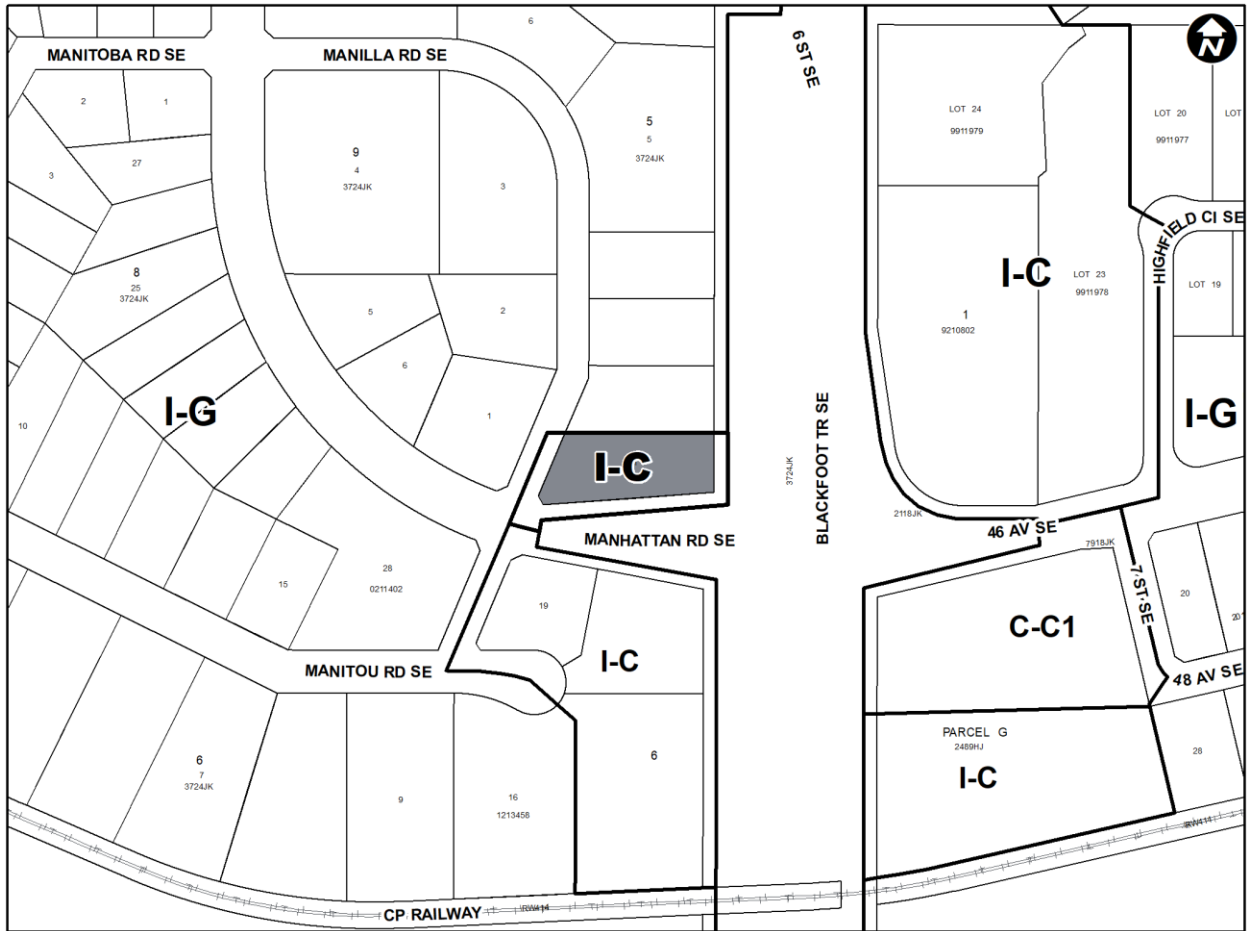 6
6 ST SE
N
MANITOBA RD SE
MANILLA RD SE
2
1
5
5
3724JK
LOT 24
9911979
LOT 20
9911977
LOT
9
4
3724JK
27
3
3
HIGHFIELD CI SE
8
25
3724JK
I-C
LOT 23
9911978
LOT 19
5
2
1
9210802
6
I-G
I-G
10
1
I-C
3724JK
BLACKFOOT TR SE
2118JK
46 AV SE
MANHATTAN RD SE
7918JK
28
0211402
15
7 ST SE
20
19
C-C1
20
I-C
MANITOU RD SE
48 AV SE
PARCEL G
2489HJ
6
7
3724JK
6
28
I-C
9
16
1213458
RW414
CP RAILWAY
RW414